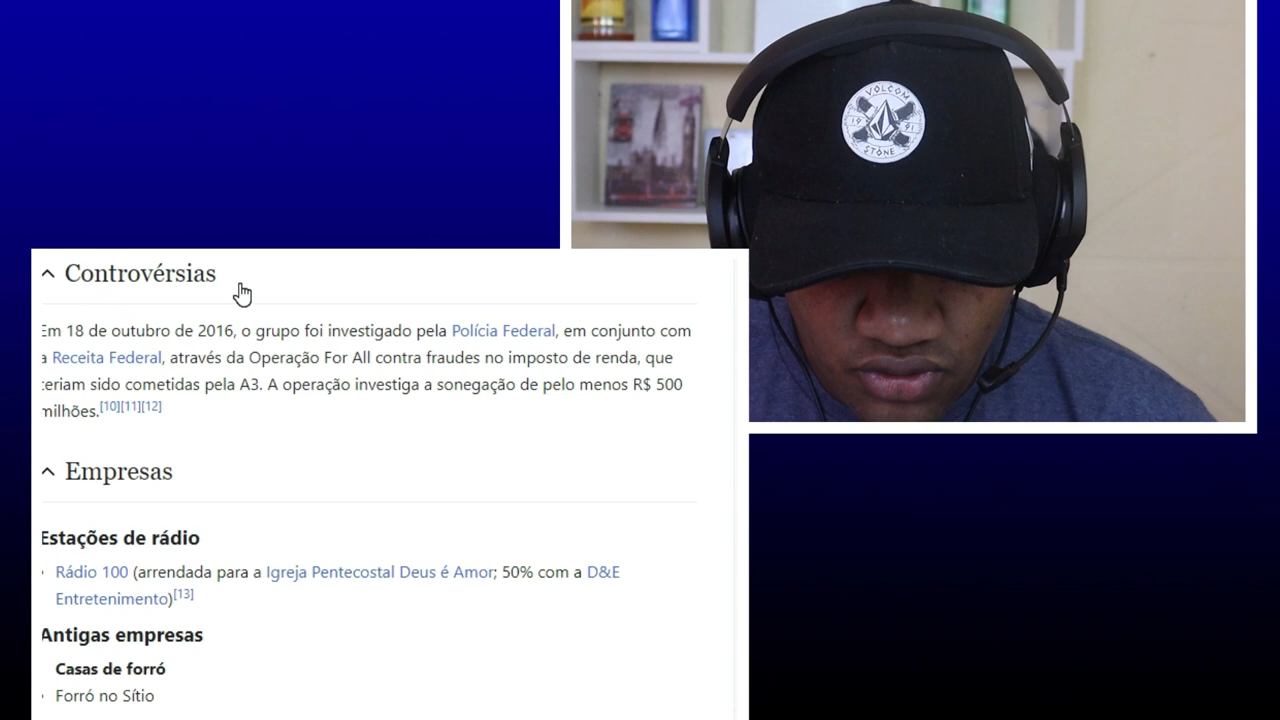 VOLCOM
19 91
STONE
Controvérsias
Em 18 de outubro de 2016, o grupo foi investigado pela Polícia Federal, em conjunto com
a Receita Federal, através da Operação For All contra fraudes no imposto de renda, que
teriam sido cometidas pela A3. A operação investiga a sonegação de pelo menos R$ 500
milhões.[10][11][12]
Empresas
Estações de rádio
Rádio 100 (arrendada para a Igreja Pentecostal Deus é Amor; 50% com a D&E
Entretenimento)[13]
Antigas empresas
Casas de forró
Forró no Sítio